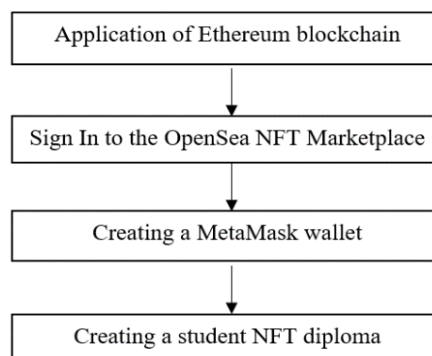 Application of Ethereum blockchain
Sign In to the OpenSea NFT Marketplace
Creating a MetaMask wallet
Creating a student NFT diploma